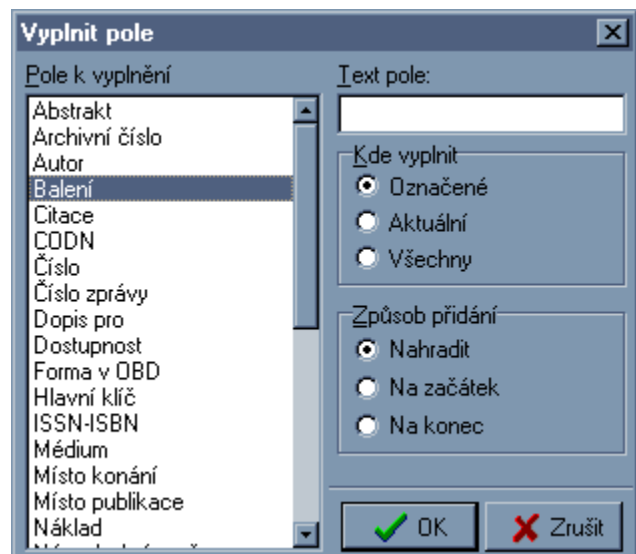 Vyplnit pole
Pole k vyplnění
Abstrakt
Archivní číslo
Autor
Balení
Citace
CODN
Číslo
Číslo zprávy
Dopis pro
Dostupnost
Forma v OBD
Hlavní klíč
ISSN-ISBN
Médium
Místo konání
Místo publikace
Náklad
Text pole:
Kde vyplnit
Označené
Aktuální
Všechny
Způsob přidání
Nahradit
Na začátek
Na konec
OK
Zrušit